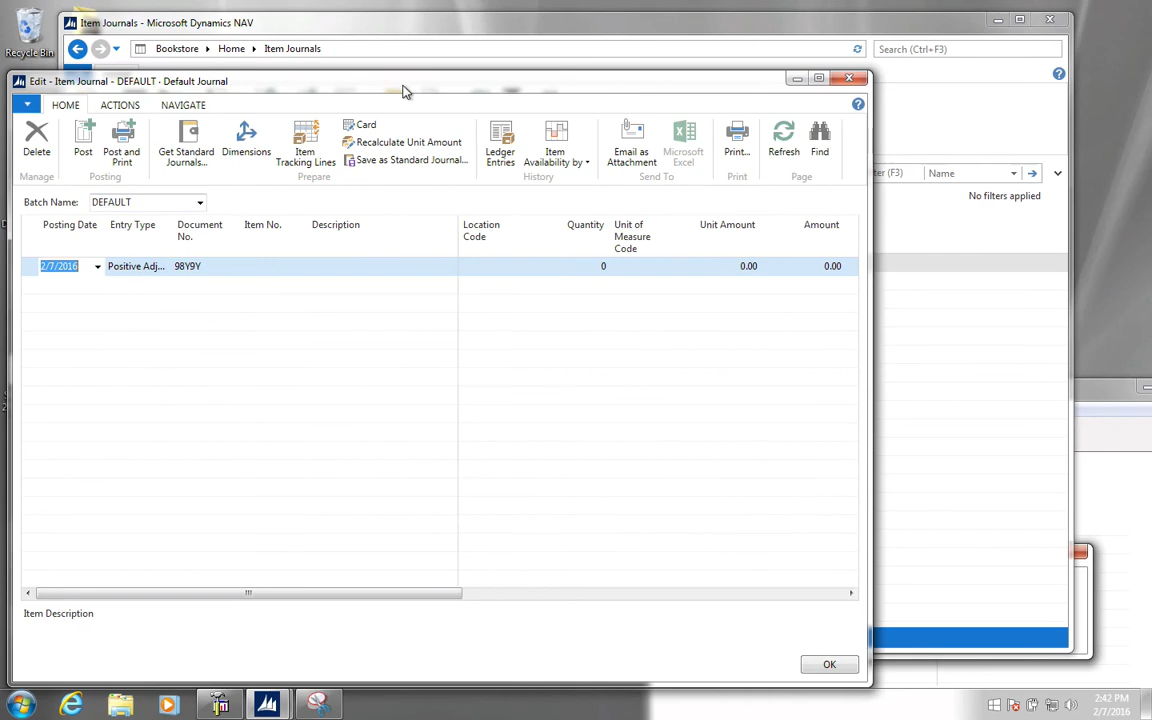 Item Journals - Microsoft Dynamics NAV
Recycle Bin
Bookstore Home Item Journals
Search (Ctrl+F3)
Edit - Item Journal - DEFAULT · Default Journal
HOME ACTIONS NAVIGATE
Delete
Post
Post and Print
Get Standard Journals...
Dimensions
Item Tracking Lines
Card
Recalculate Unit Amount
Save as Standard Journal...
Ledger Entries
Item Availability by
Email as Attachment
Microsoft Excel
Print...
Refresh
Find
Manage Posting Prepare History Send To Print Page
(F3) Name
No filters applied
Batch Name: DEFAULT
Posting Date Entry Type Document No. Item No. Description Location Code Quantity Unit of Measure Code Unit Amount Amount
2/7/2016 Positive Adj... 98Y9Y 0 0.00 0.00
Item Description
OK
2:42 PM
2/7/2016